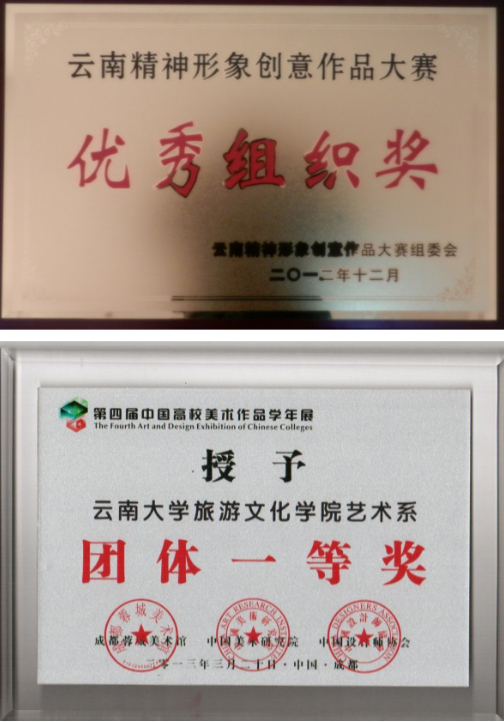 云南精神形象创意作品大赛
优秀组织奖
云南精神形象创意作品大赛组委会
二〇一二年十二月
第四届中国高校美术作品学年展
The Fourth Art and Design Exhibition of Chinese Colleges
授予
云南大学旅游文化学院艺术系
团体一等奖
成都蓉城美术馆 中国美术研究院 中国设计师协会
二零一三年三月二十日·中国·成都